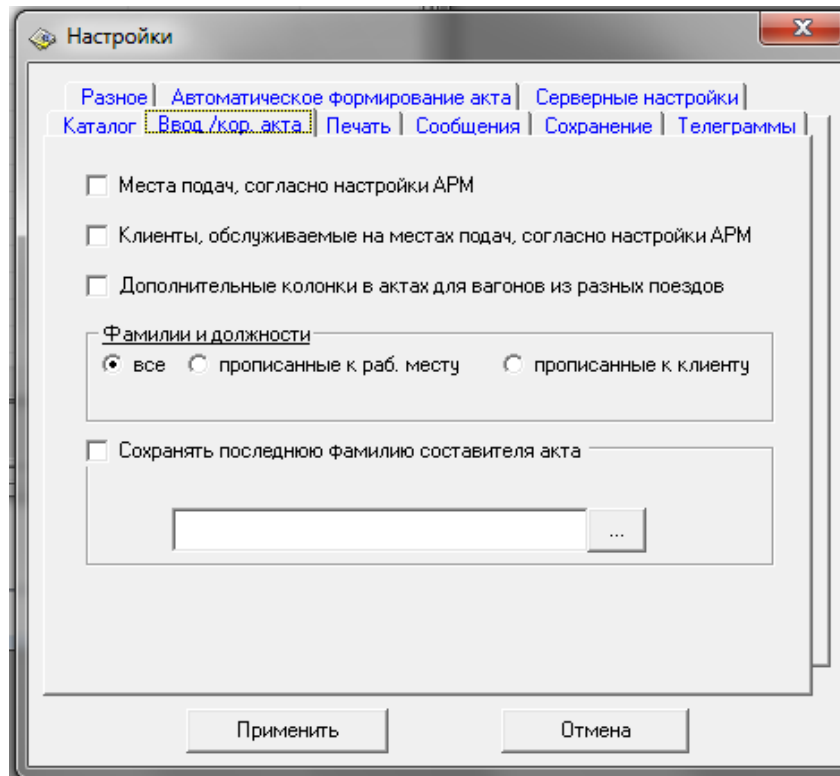 Настройки
Разное Автоматическое формирование акта Серверные настройки
Каталог Ввод /кор. акта Печать Сообщения Сохранение Телеграммы
Места подач, согласно настройки АРМ
Клиенты, обслуживаемые на местах подач, согласно настройки АРМ
Дополнительные колонки в актах для вагонов из разных поездов
Фамилии и должности
все прописанные к раб. месту прописанные к клиенту
Сохранять последнюю фамилию составителя акта
...
Применить Отмена